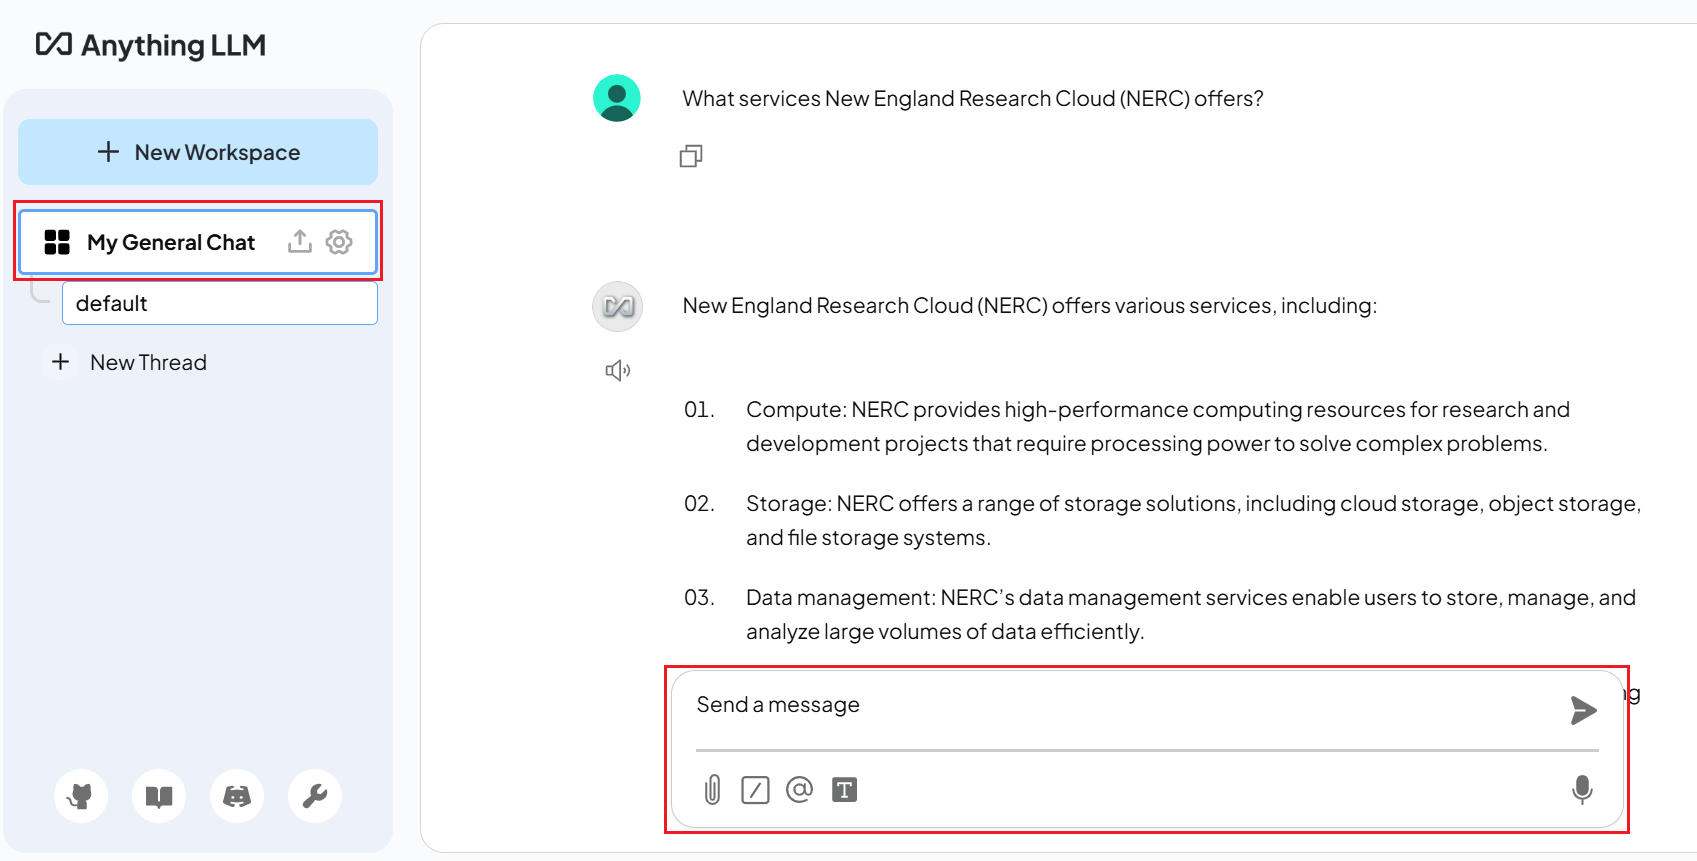 Anything LLM
New Workspace
My General Chat
default
New Thread
What services New England Research Cloud (NERC) offers?
New England Research Cloud (NERC) offers various services, including:
01. Compute: NERC provides high-performance computing resources for research and
development projects that require processing power to solve complex problems.
02. Storage: NERC offers a range of storage solutions, including cloud storage, object storage,
and file storage systems.
03. Data management: NERC's data management services enable users to store, manage, and
analyze large volumes of data efficiently.
Send a message